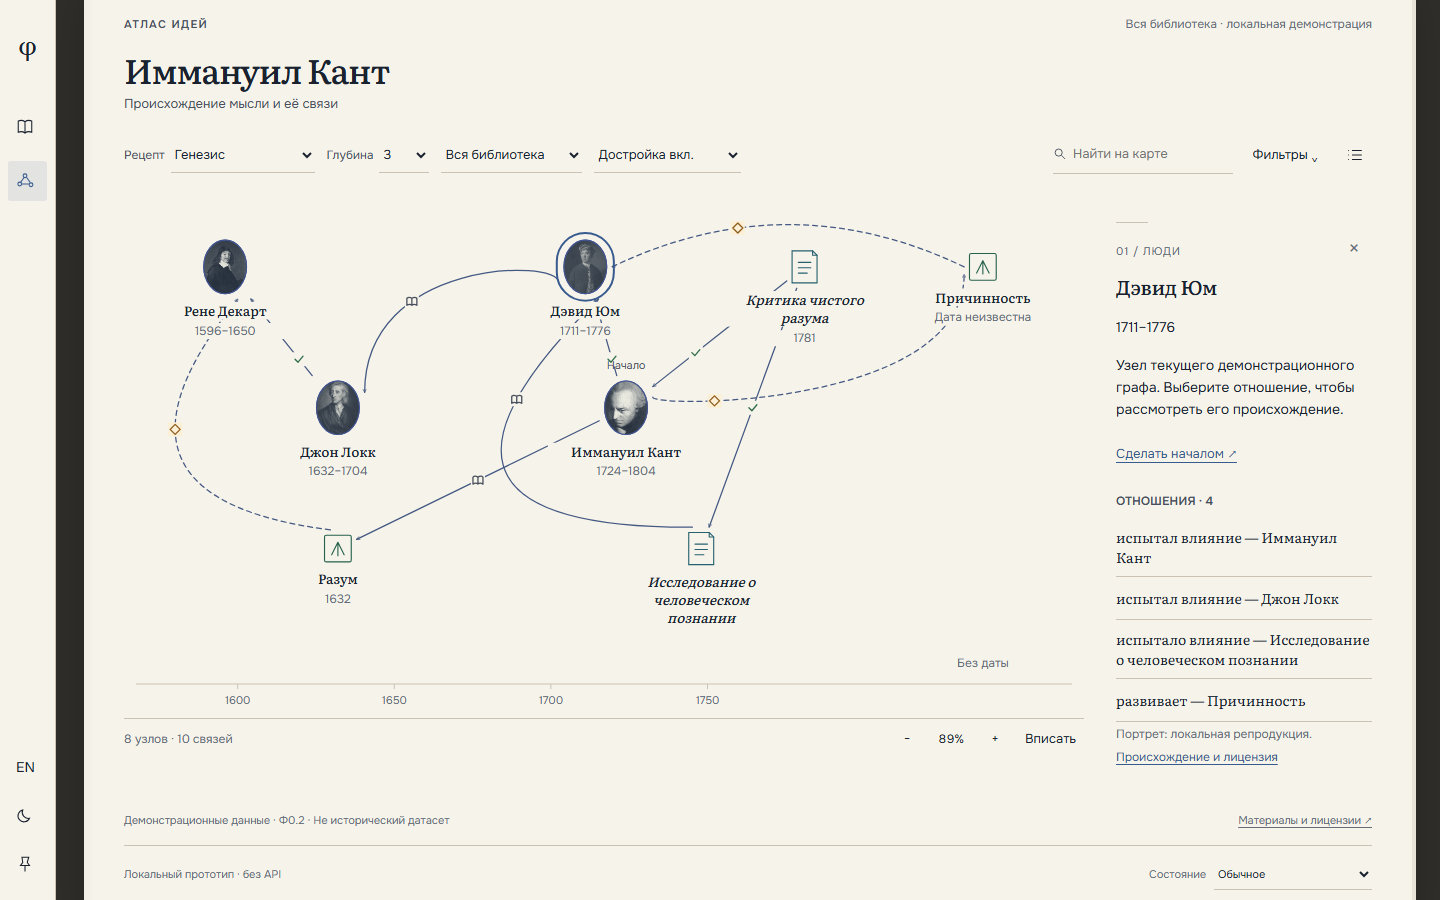 φ
АТЛАС ИДЕЙ
Вся библиотека · локальная демонстрация
Иммануил Кант
Происхождение мысли и её связи
Рецепт Генезис Глубина 3 Вся библиотека Достройка вкл. Найти на карте Фильтры
Рене Декарт
1596–1650
Дэвид Юм
1711–1776
Критика чистого
разума
1781
Причинность
Дата неизвестна
Начало
Джон Локк
1632–1704
Иммануил Кант
1724–1804
Разум
1632
Исследование о
человеческом
познании
Без даты
1600 1650 1700 1750
8 узлов · 10 связей
− 89% + Вписать
01 / ЛЮДИ ×
Дэвид Юм
1711–1776
Узел текущего демонстрационного
графа. Выберите отношение, чтобы
рассмотреть его происхождение.
Сделать началом ↗
ОТНОШЕНИЯ · 4
испытал влияние — Иммануил
Кант
испытал влияние — Джон Локк
испытало влияние — Исследование
о человеческом познании
развивает — Причинность
Портрет: локальная репродукция.
Происхождение и лицензия
EN
Демонстрационные данные · Ф0.2 · Не исторический датасет
Материалы и лицензии ↗
Локальный прототип · без API
Состояние Обычное